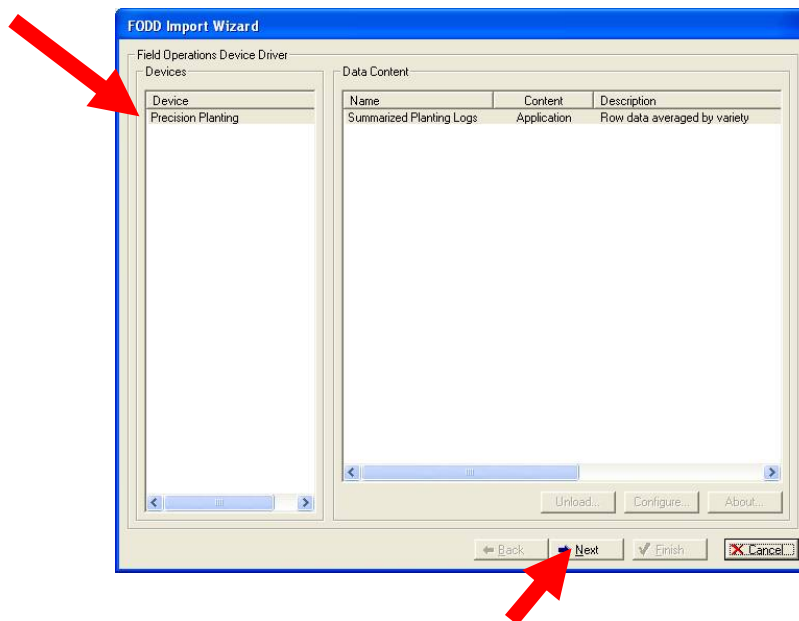 FODD Import Wizard
Field Operations Device Driver
Devices
Data Content
Device
Precision Planting
Name Content Description
Summarized Planting Logs Application Row data averaged by variety
Unload... Configure... About...
Back Next Finish Cancel